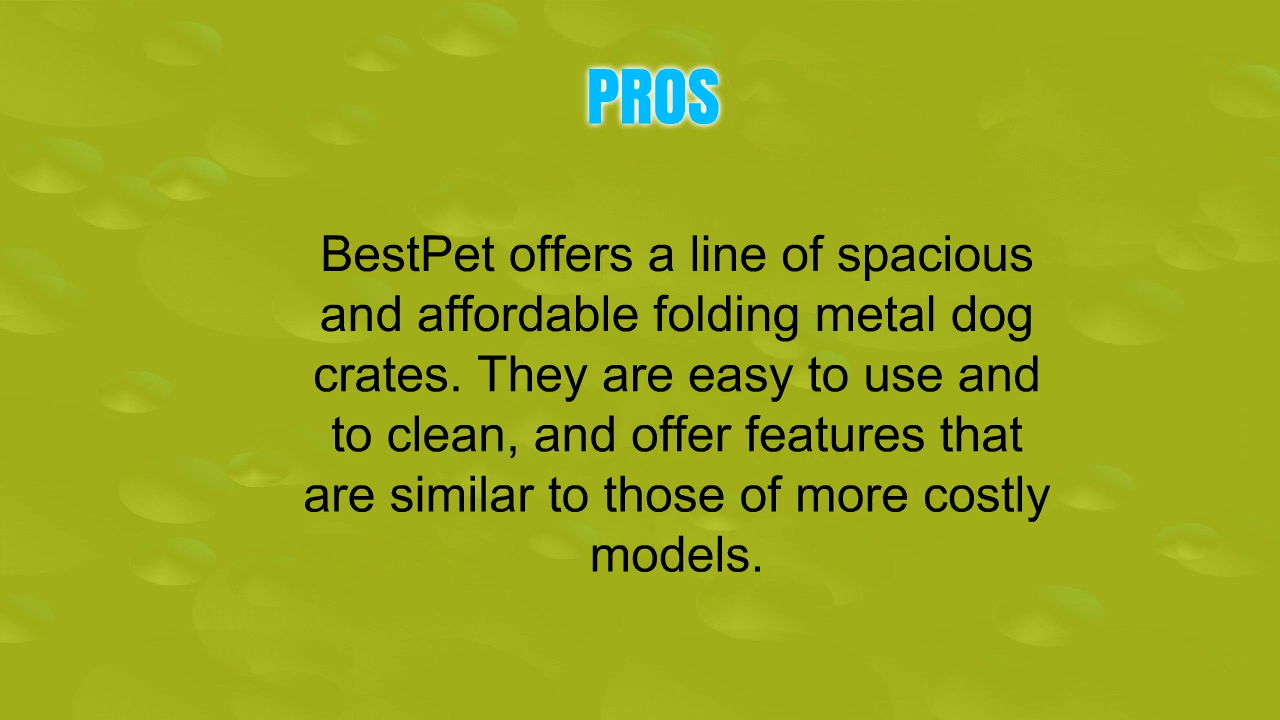 PROS
BestPet offers a line of spacious
and affordable folding metal dog
crates. They are easy to use and
to clean, and offer features that
are similar to those of more costly
models.